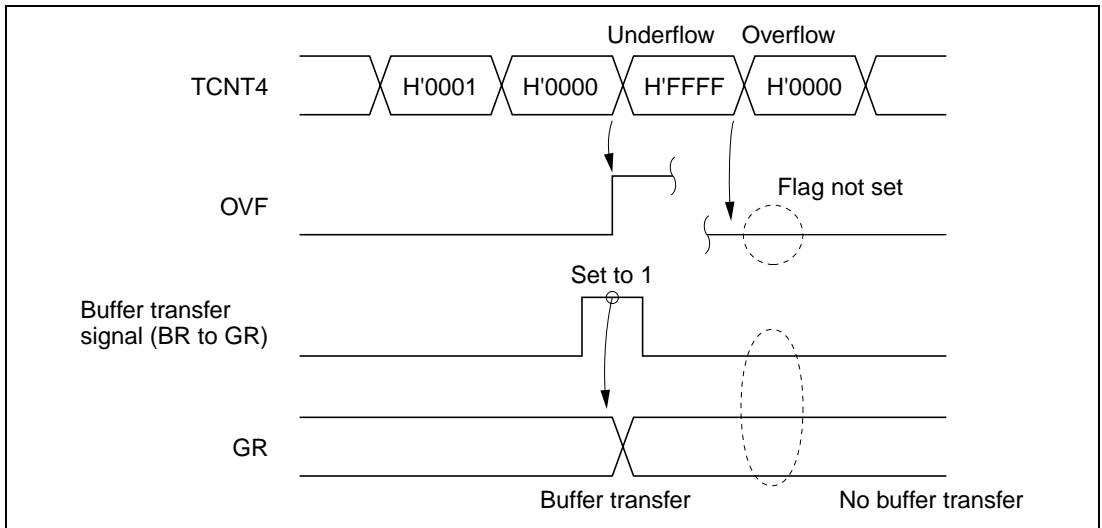 Underflow Overflow
TCNT4 H'0001 H'0000 H'FFFF H'0000
OVF
Flag not set
Set to 1
Buffer transfer
signal (BR to GR)
GR
Buffer transfer No buffer transfer